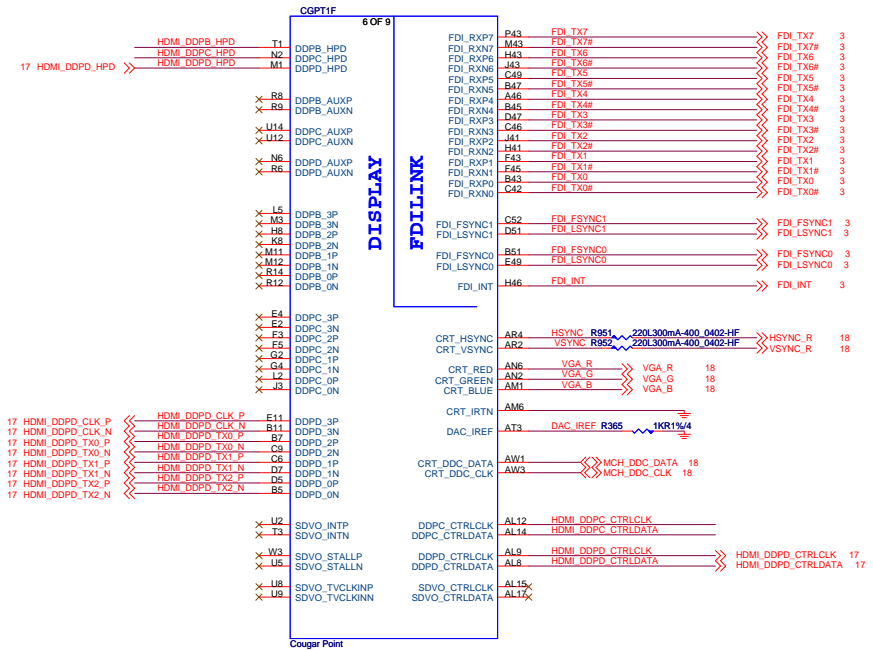 CGPT1F
6 OF 9
DISPLAY
FDILINK
HDMI_DDPB_HPD T1 DDPB_HPD
HDMI_DDPC_HPD N2 DDPC_HPD
17 HDMI_DDPD_HPD HDMI_DDPD_HPD M1 DDPD_HPD
R8 DDPB_AUXP
R9 DDPB_AUXN
U14 DDPC_AUXP
U12 DDPC_AUXN
N6 DDPD_AUXP
R6 DDPD_AUXN
L5 DDPB_3P
M3 DDPB_3N
H8 DDPB_2P
K8 DDPB_2N
M11 DDPB_1P
M12 DDPB_1N
R14 DDPB_0P
R12 DDPB_0N
E4 DDPC_3P
E2 DDPC_3N
F3 DDPC_2P
F5 DDPC_2N
G2 DDPC_1P
G4 DDPC_1N
L2 DDPC_0P
J3 DDPC_0N
17 HDMI_DDPD_CLK_P HDMI_DDPD_CLK_P E11 DDPD_3P
17 HDMI_DDPD_CLK_N HDMI_DDPD_CLK_N B11 DDPD_3N
17 HDMI_DDPD_TX0_P HDMI_DDPD_TX0_P B7 DDPD_2P
17 HDMI_DDPD_TX0_N HDMI_DDPD_TX0_N C9 DDPD_2N
17 HDMI_DDPD_TX1_P HDMI_DDPD_TX1_P C6 DDPD_1P
17 HDMI_DDPD_TX1_N HDMI_DDPD_TX1_N D7 DDPD_1N
17 HDMI_DDPD_TX2_P HDMI_DDPD_TX2_P D5 DDPD_0P
17 HDMI_DDPD_TX2_N HDMI_DDPD_TX2_N B5 DDPD_0N
U2 SDVO_INTP
T3 SDVO_INTN
W3 SDVO_STALLP
U5 SDVO_STALLN
U8 SDVO_TVCLKINP
U9 SDVO_TVCLKINN
FDI_RXP7 P43 FDI_TX7 FDI_TX7 3
FDI_RXN7 M43 FDI_TX7# FDI_TX7# 3
FDI_RXP6 H43 FDI_TX6 FDI_TX6 3
FDI_RXN6 J43 FDI_TX6# FDI_TX6# 3
FDI_RXP5 C49 FDI_TX5 FDI_TX5 3
FDI_RXN5 B47 FDI_TX5# FDI_TX5# 3
FDI_RXP4 A46 FDI_TX4 FDI_TX4 3
FDI_RXN4 B45 FDI_TX4# FDI_TX4# 3
FDI_RXP3 D47 FDI_TX3 FDI_TX3 3
FDI_RXN3 C46 FDI_TX3# FDI_TX3# 3
FDI_RXP2 J41 FDI_TX2 FDI_TX2 3
FDI_RXN2 H41 FDI_TX2# FDI_TX2# 3
FDI_RXP1 F43 FDI_TX1 FDI_TX1 3
FDI_RXN1 F45 FDI_TX1# FDI_TX1# 3
FDI_RXP0 B43 FDI_TX0 FDI_TX0 3
FDI_RXN0 C42 FDI_TX0# FDI_TX0# 3
FDI_FSYNC1 C52 FDI_FSYNC1 FDI_FSYNC1 3
FDI_LSYNC1 D51 FDI_LSYNC1 FDI_LSYNC1 3
FDI_FSYNC0 B51 FDI_FSYNC0 FDI_FSYNC0 3
FDI_LSYNC0 E49 FDI_LSYNC0 FDI_LSYNC0 3
FDI_INT H46 FDI_INT FDI_INT 3
CRT_HSYNC AR4 HSYNC R951 220L300mA-400_0402-HF HSYNC_R 18
CRT_VSYNC AR2 VSYNC R952 220L300mA-400_0402-HF VSYNC_R 18
CRT_RED AN6 VGA_R VGA_R 18
CRT_GREEN AN2 VGA_G VGA_G 18
CRT_BLUE AM1 VGA_B VGA_B 18
CRT_IRTN AM6
DAC_IREF AT3 DAC_IREF R365 1KR1%/4
CRT_DDC_DATA AW1 MCH_DDC_DATA 18
CRT_DDC_CLK AW3 MCH_DDC_CLK 18
DDPC_CTRLCLK AL12 HDMI_DDPC_CTRLCLK
DDPC_CTRLDATA AL14 HDMI_DDPC_CTRLDATA
DDPD_CTRLCLK AL9 HDMI_DDPD_CTRLCLK HDMI_DDPD_CTRLCLK 17
DDPD_CTRLDATA AL8 HDMI_DDPD_CTRLDATA HDMI_DDPD_CTRLDATA 17
SDVO_CTRLCLK AL15
SDVO_CTRLDATA AL17
Cougar Point